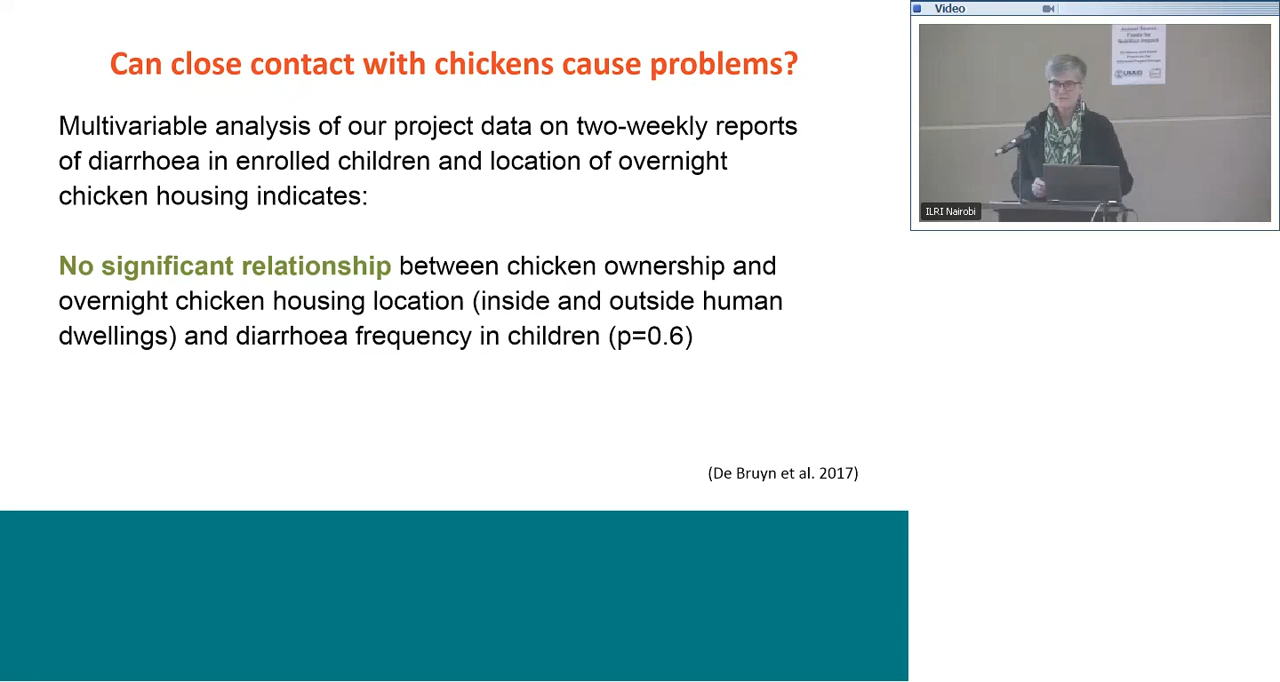 Can close contact with chickens cause problems?
Multivariable analysis of our project data on two-weekly reports
of diarrhoea in enrolled children and location of overnight
chicken housing indicates:
No significant relationship between chicken ownership and
overnight chicken housing location (inside and outside human
dwellings) and diarrhoea frequency in children (p=0.6)
(De Bruyn et al. 2017)
Video
Foods for
USAID
ILRI Nairobi